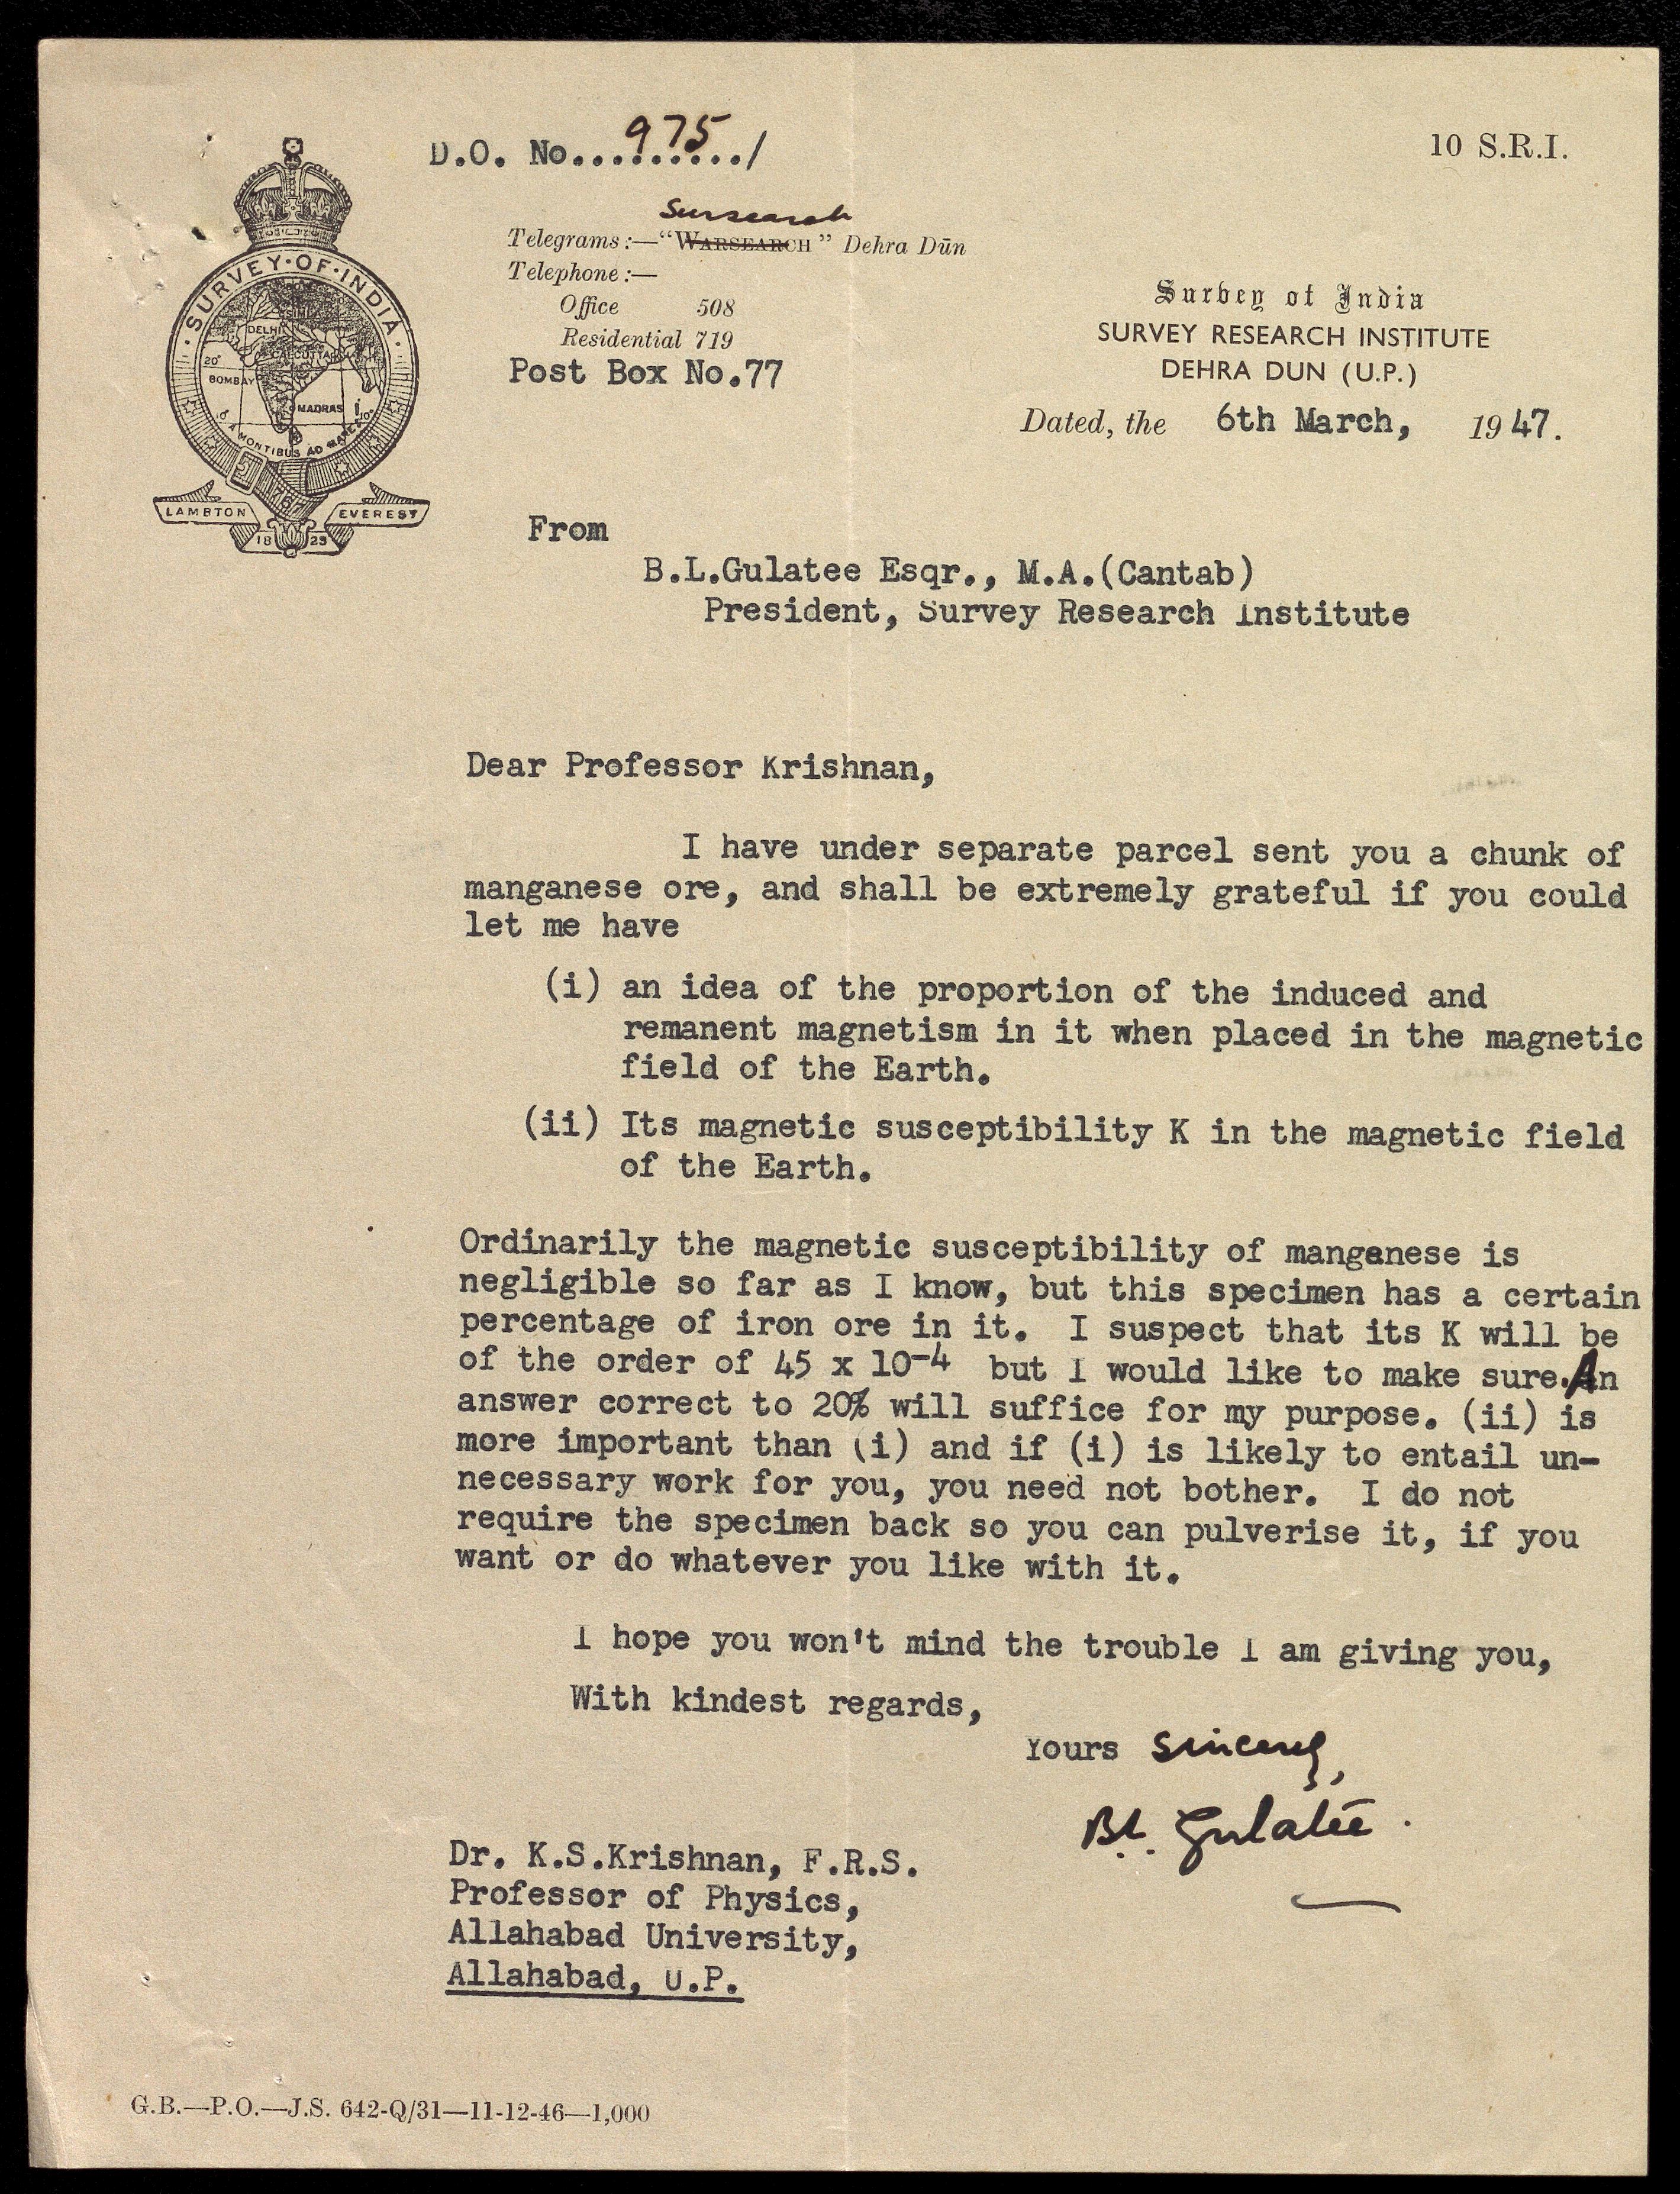 D.O. No..........975/
10 S.R.I.
SURVEY·OF·INDIA
SIMLA
DELHI
CALCUTTA
20°
BOMBAY
MADRAS
10°
A MONTIBUS AD MARE
1767
LAMBTON
EVEREST
1823
Sursearch
Telegrams:—"WARSEARCH" Dehra Dūn
Telephone:—
Office 508
Residential 719
Post Box No.77
Survey of India
SURVEY RESEARCH INSTITUTE
DEHRA DUN (U.P.)
Dated, the 6th March, 1947.
From
B.L.Gulatee Esqr., M.A.(Cantab)
President, Survey Research Institute
Dear Professor Krishnan,
I have under separate parcel sent you a chunk of
manganese ore, and shall be extremely grateful if you could
let me have
(i) an idea of the proportion of the induced and
remanent magnetism in it when placed in the magnetic
field of the Earth.
(ii) Its magnetic susceptibility K in the magnetic field
of the Earth.
Ordinarily the magnetic susceptibility of manganese is
negligible so far as I know, but this specimen has a certain
percentage of iron ore in it. I suspect that its K will be
of the order of 45 x 10-4 but I would like to make sure.An
answer correct to 20% will suffice for my purpose. (ii) is
more important than (i) and if (i) is likely to entail un-
necessary work for you, you need not bother. I do not
require the specimen back so you can pulverise it, if you
want or do whatever you like with it.
I hope you won't mind the trouble I am giving you,
With kindest regards,
Yours sincerely,
B.L. Gulatee.
Dr. K.S.Krishnan, F.R.S.
Professor of Physics,
Allahabad University,
Allahabad, U.P.
G.B.—P.O.—J.S. 642-Q/31—11-12-46—1,000